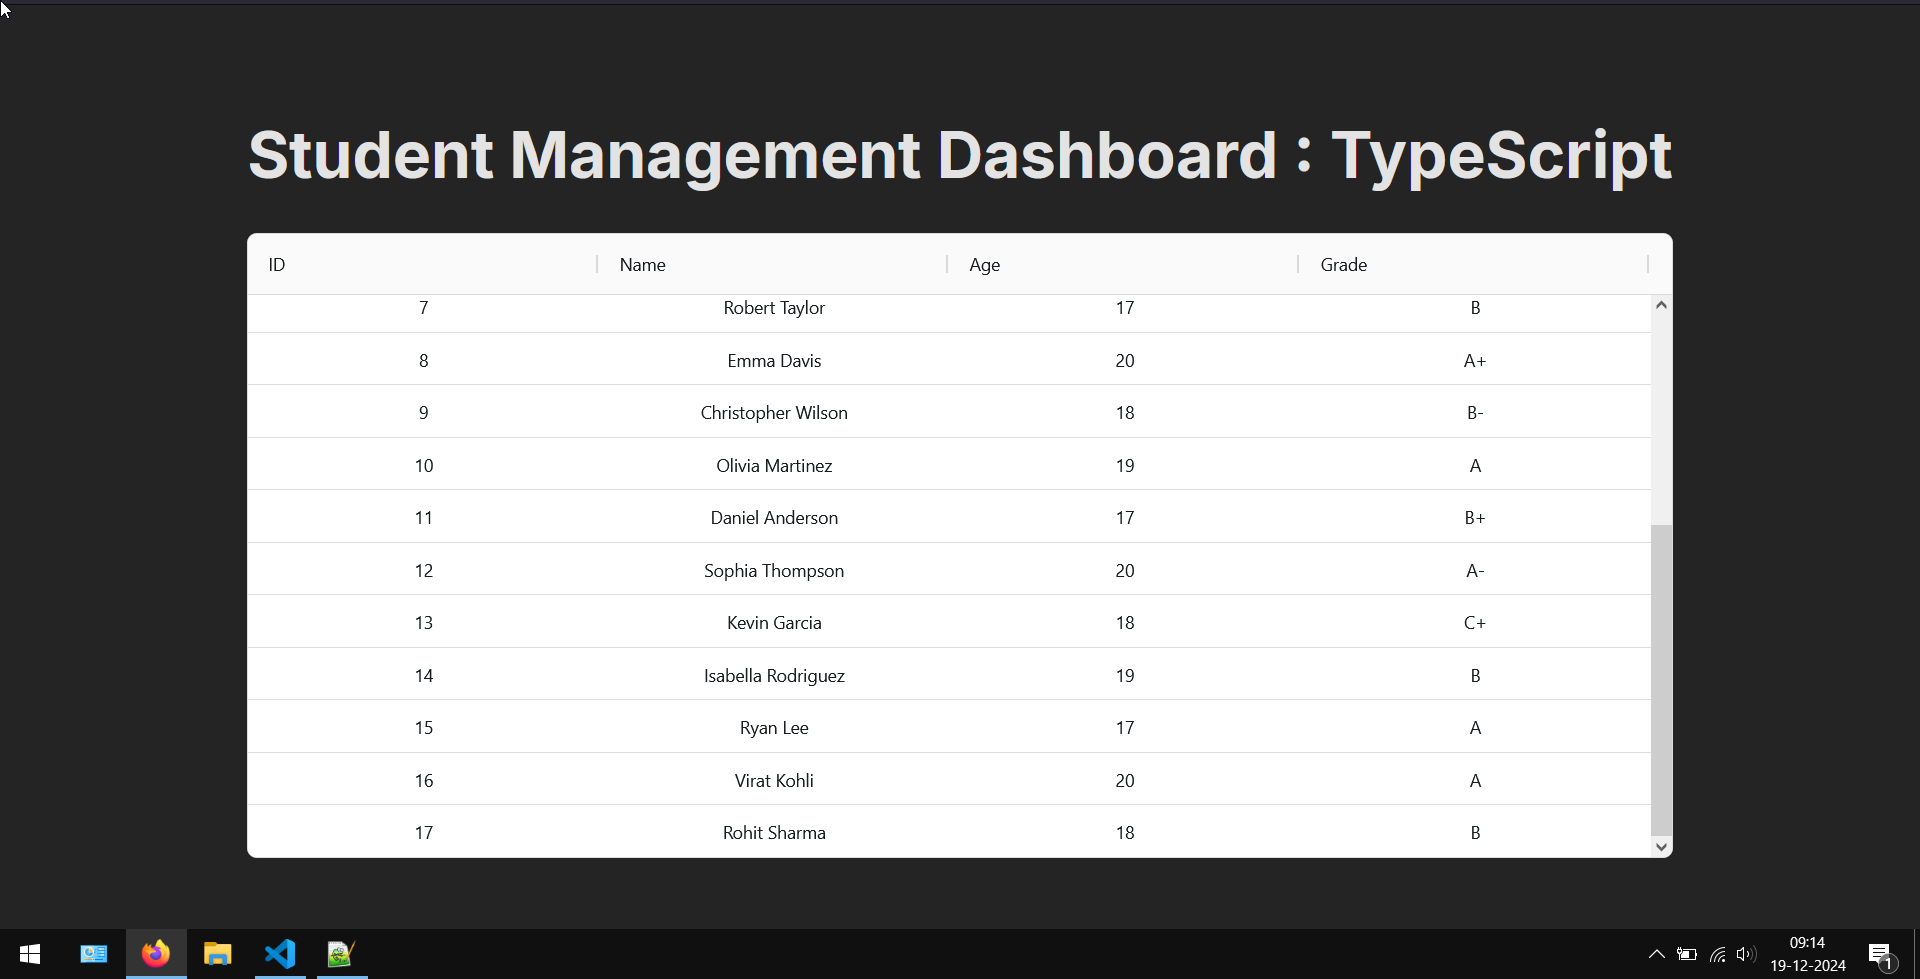 Student Management Dashboard : TypeScript
ID Name Age Grade
7 Robert Taylor 17 B
8 Emma Davis 20 A+
9 Christopher Wilson 18 B-
10 Olivia Martinez 19 A
11 Daniel Anderson 17 B+
12 Sophia Thompson 20 A-
13 Kevin Garcia 18 C+
14 Isabella Rodriguez 19 B
15 Ryan Lee 17 A
16 Virat Kohli 20 A
17 Rohit Sharma 18 B
09:14
19-12-2024
1